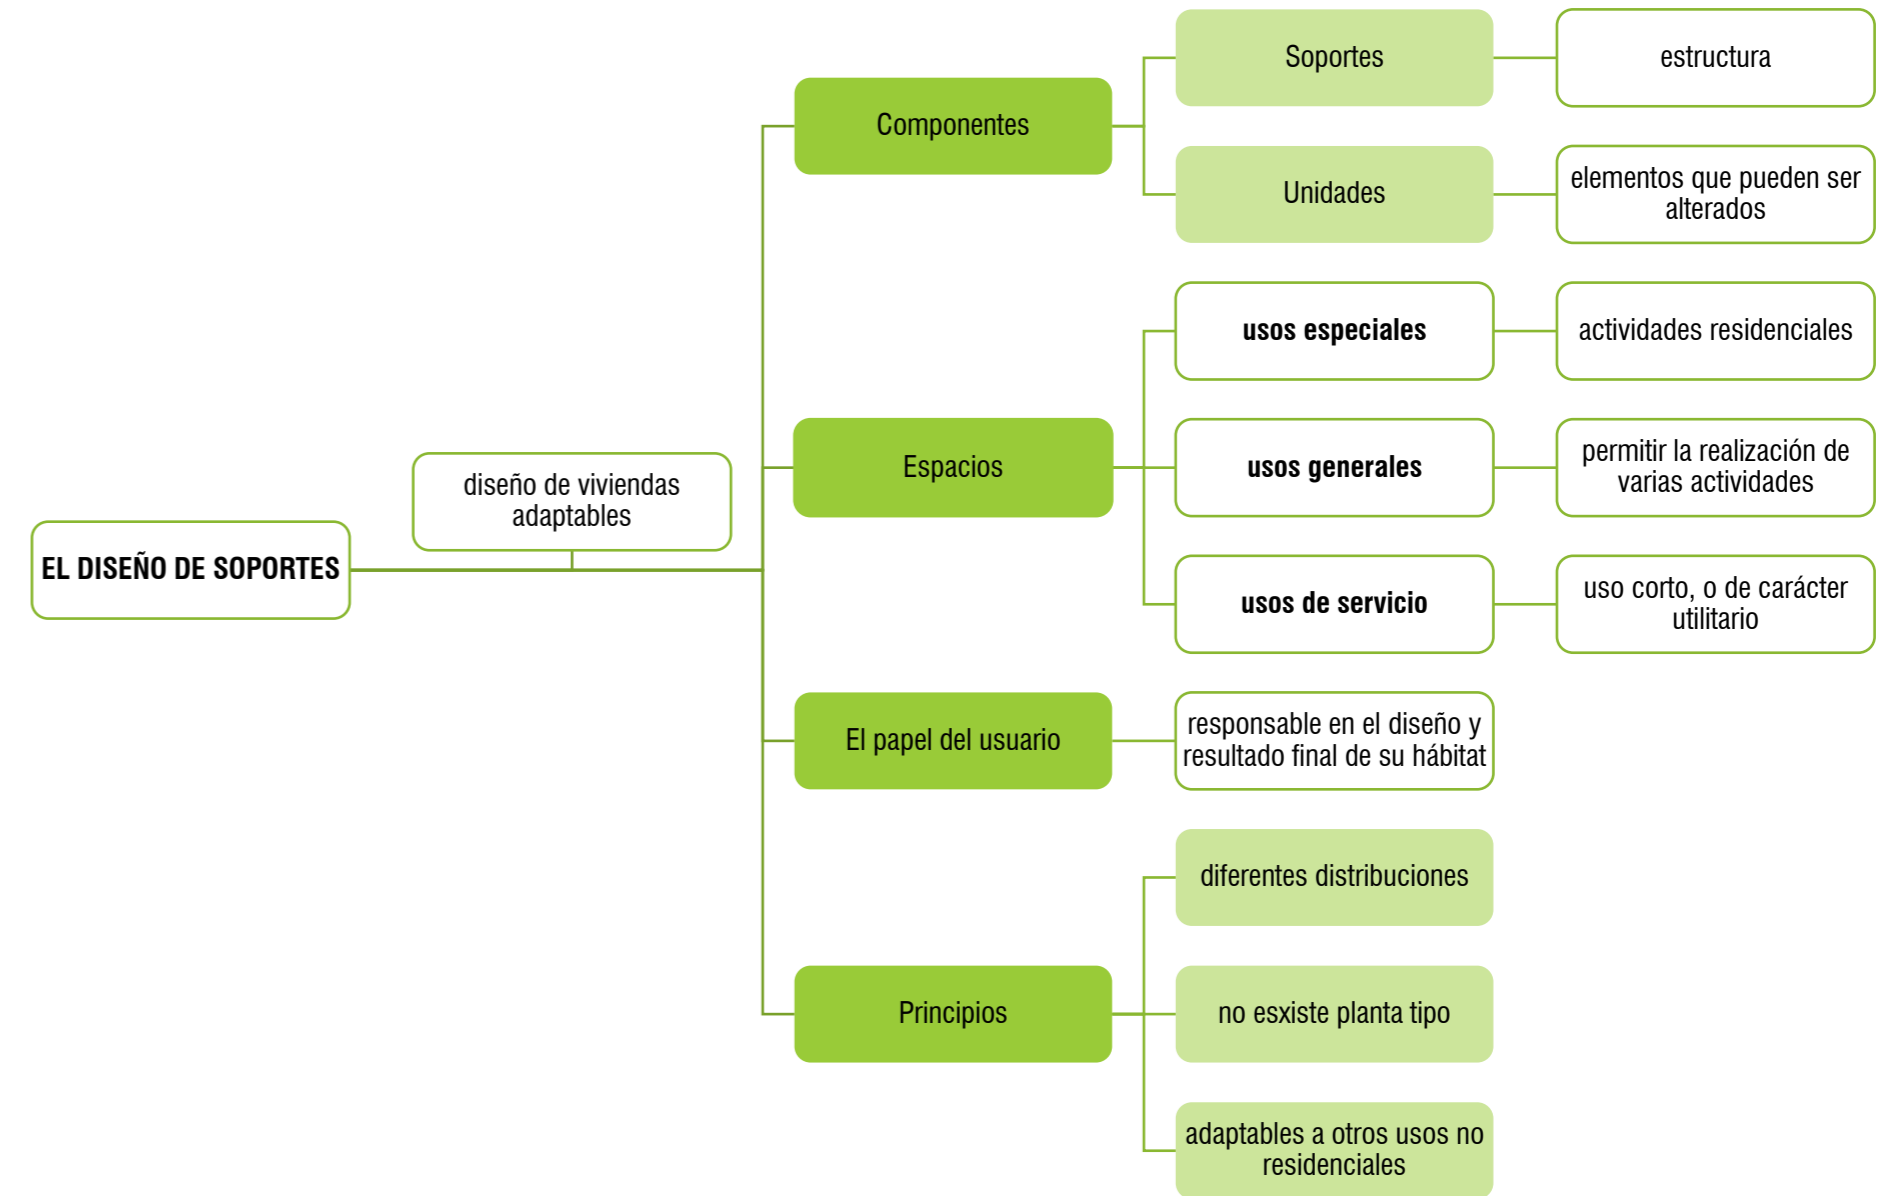 EL DISEÑO DE SOPORTES
diseño de viviendas
adaptables
Componentes
Soportes
estructura
Unidades
elementos que pueden ser
alterados
Espacios
usos especiales
actividades residenciales
usos generales
permitir la realización de
varias actividades
usos de servicio
uso corto, o de carácter
utilitario
El papel del usuario
responsable en el diseño y
resultado final de su hábitat
Principios
diferentes distribuciones
no esxiste planta tipo
adaptables a otros usos no
residenciales